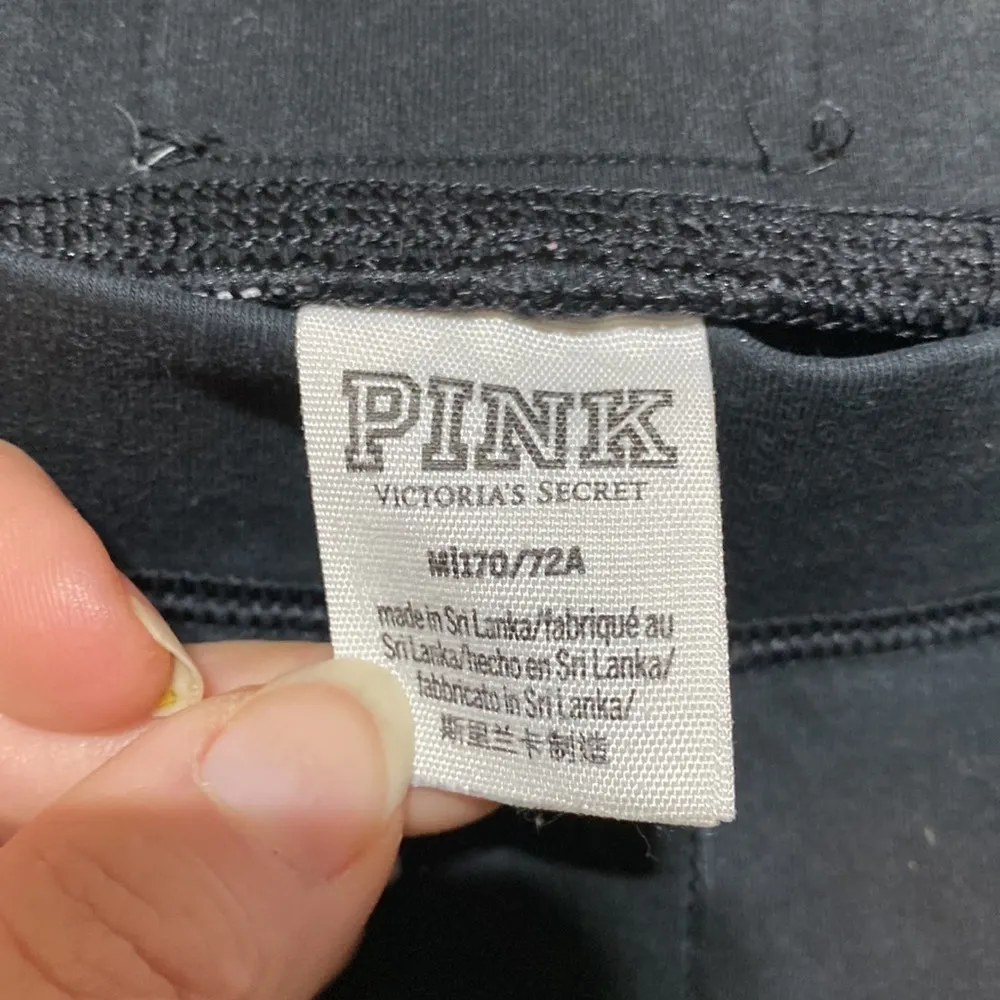 PINK
VICTORIA'S SECRET
M|170/72A
made in Sri Lanka/fabriqué au
Sri Lanka/hecho en Sri Lanka/
fabbricato in Sri Lanka/
斯里兰卡制造